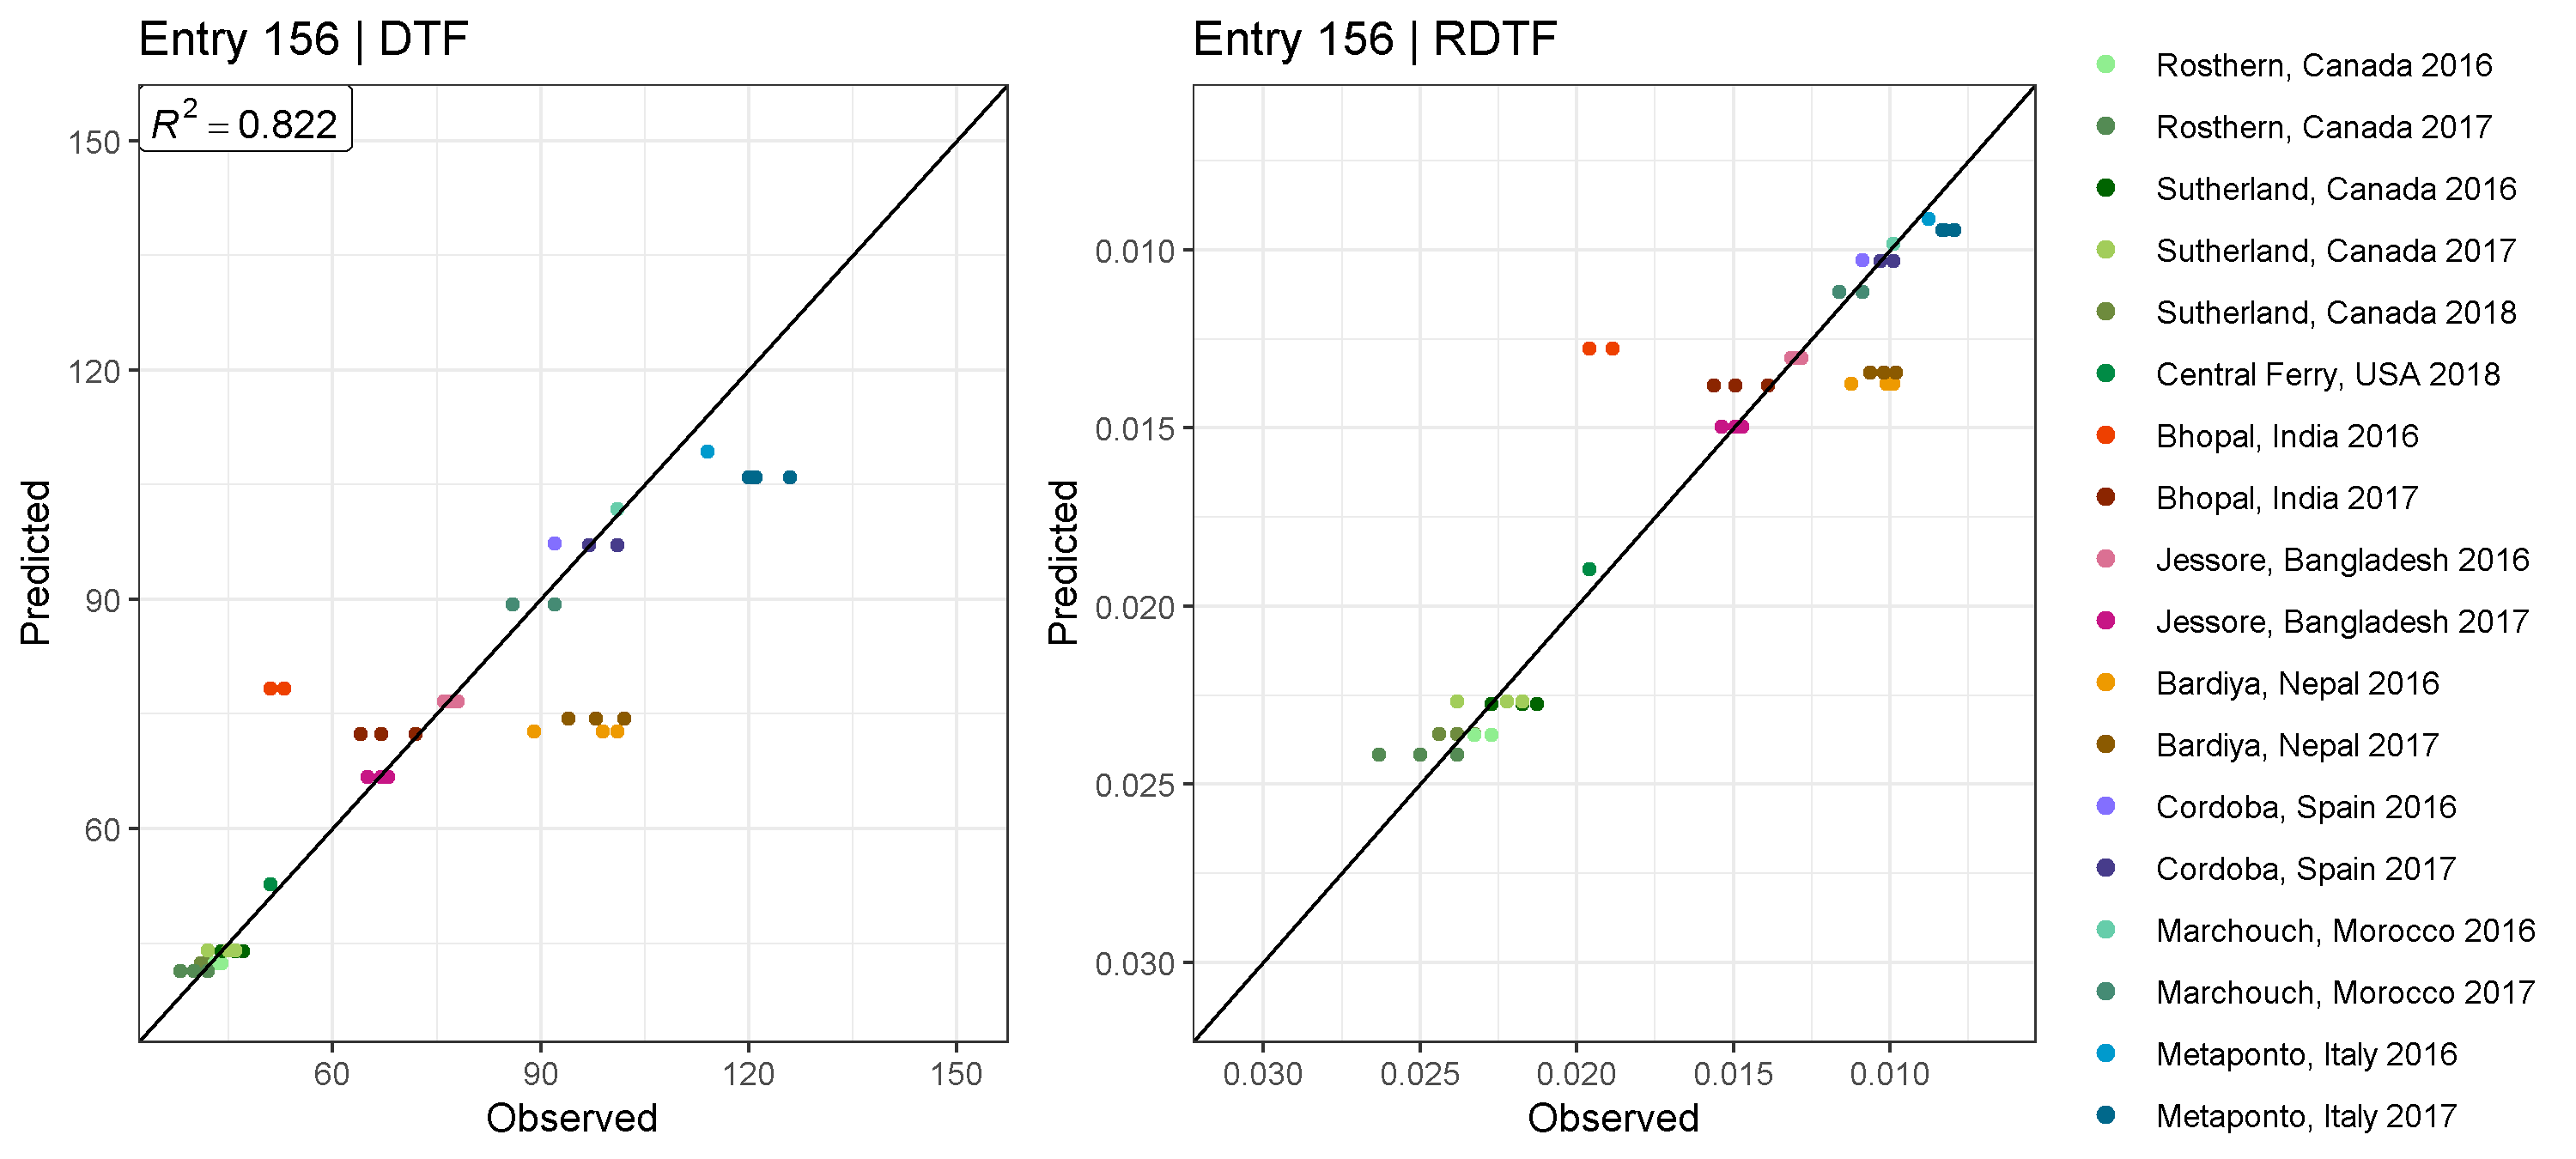 Entry 156 | DTF
R² = 0.822
150
120
90
60
Predicted
60 90 120 150
Observed
Entry 156 | RDTF
0.010
0.015
0.020
0.025
0.030
Predicted
0.030 0.025 0.020 0.015 0.010
Observed
Rosthern, Canada 2016
Rosthern, Canada 2017
Sutherland, Canada 2016
Sutherland, Canada 2017
Sutherland, Canada 2018
Central Ferry, USA 2018
Bhopal, India 2016
Bhopal, India 2017
Jessore, Bangladesh 2016
Jessore, Bangladesh 2017
Bardiya, Nepal 2016
Bardiya, Nepal 2017
Cordoba, Spain 2016
Cordoba, Spain 2017
Marchouch, Morocco 2016
Marchouch, Morocco 2017
Metaponto, Italy 2016
Metaponto, Italy 2017